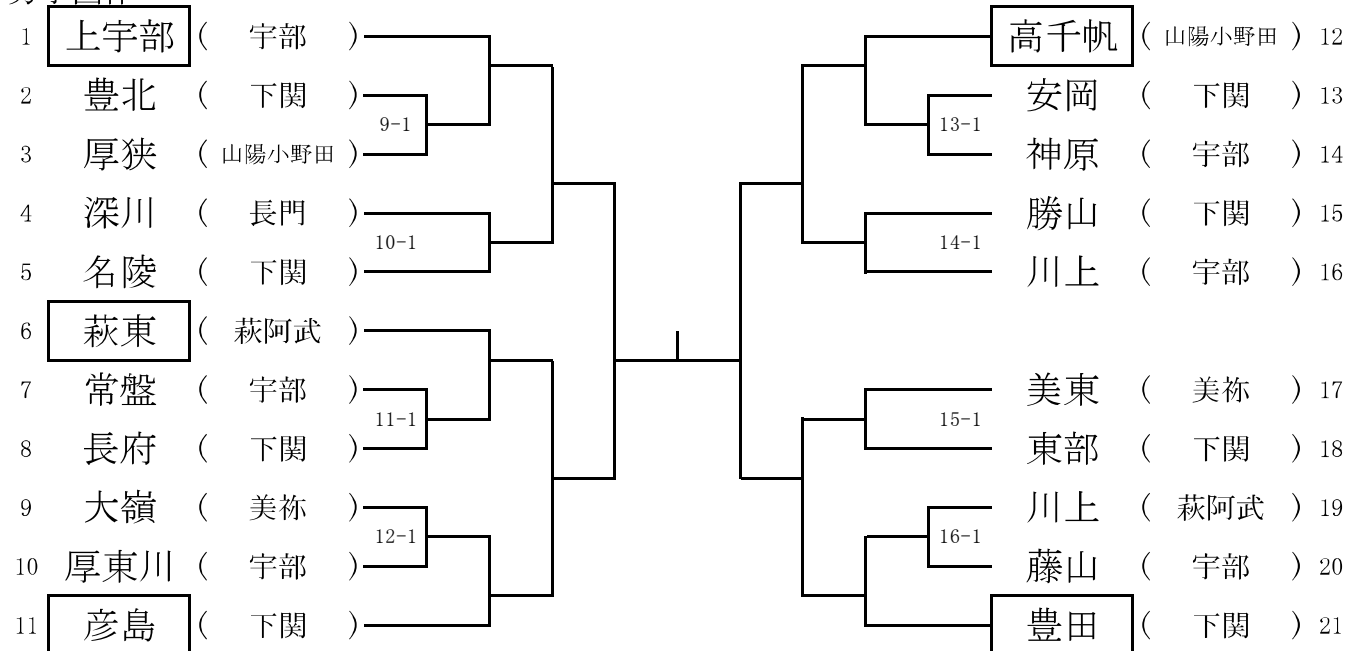 1 上宇部 ( 宇部 ) 高千帆 ( 山陽小野田 ) 12
2 豊北 ( 下関 ) 安岡 ( 下関 ) 13
9-1 13-1
3 厚狭 ( 山陽小野田 ) 神原 ( 宇部 ) 14
4 深川 ( 長門 ) 勝山 ( 下関 ) 15
10-1 14-1
5 名陵 ( 下関 ) 川上 ( 宇部 ) 16
6 萩東 ( 萩阿武 )
7 常盤 ( 宇部 ) 美東 ( 美祢 ) 17
11-1 15-1
8 長府 ( 下関 ) 東部 ( 下関 ) 18
9 大嶺 ( 美祢 ) 川上 ( 萩阿武 ) 19
12-1 16-1
10 厚東川 ( 宇部 ) 藤山 ( 宇部 ) 20
11 彦島 ( 下関 ) 豊田 ( 下関 ) 21